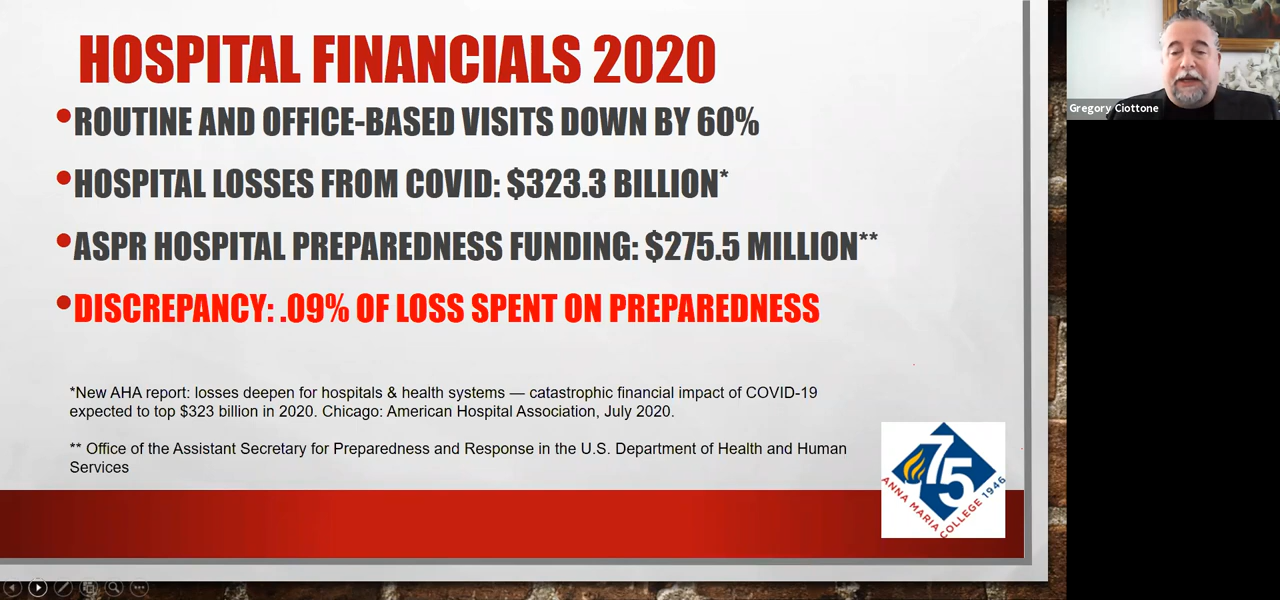 HOSPITAL FINANCIALS 2020
•ROUTINE AND OFFICE-BASED VISITS DOWN BY 60%
•HOSPITAL LOSSES FROM COVID: $323.3 BILLION*
•ASPR HOSPITAL PREPAREDNESS FUNDING: $275.5 MILLION**
•DISCREPANCY: .09% OF LOSS SPENT ON PREPAREDNESS
*New AHA report: losses deepen for hospitals & health systems — catastrophic financial impact of COVID-19
expected to top $323 billion in 2020. Chicago: American Hospital Association, July 2020.
** Office of the Assistant Secretary for Preparedness and Response in the U.S. Department of Health and Human
Services
75
ANNA MARIA COLLEGE 1946
Gregory Ciottone